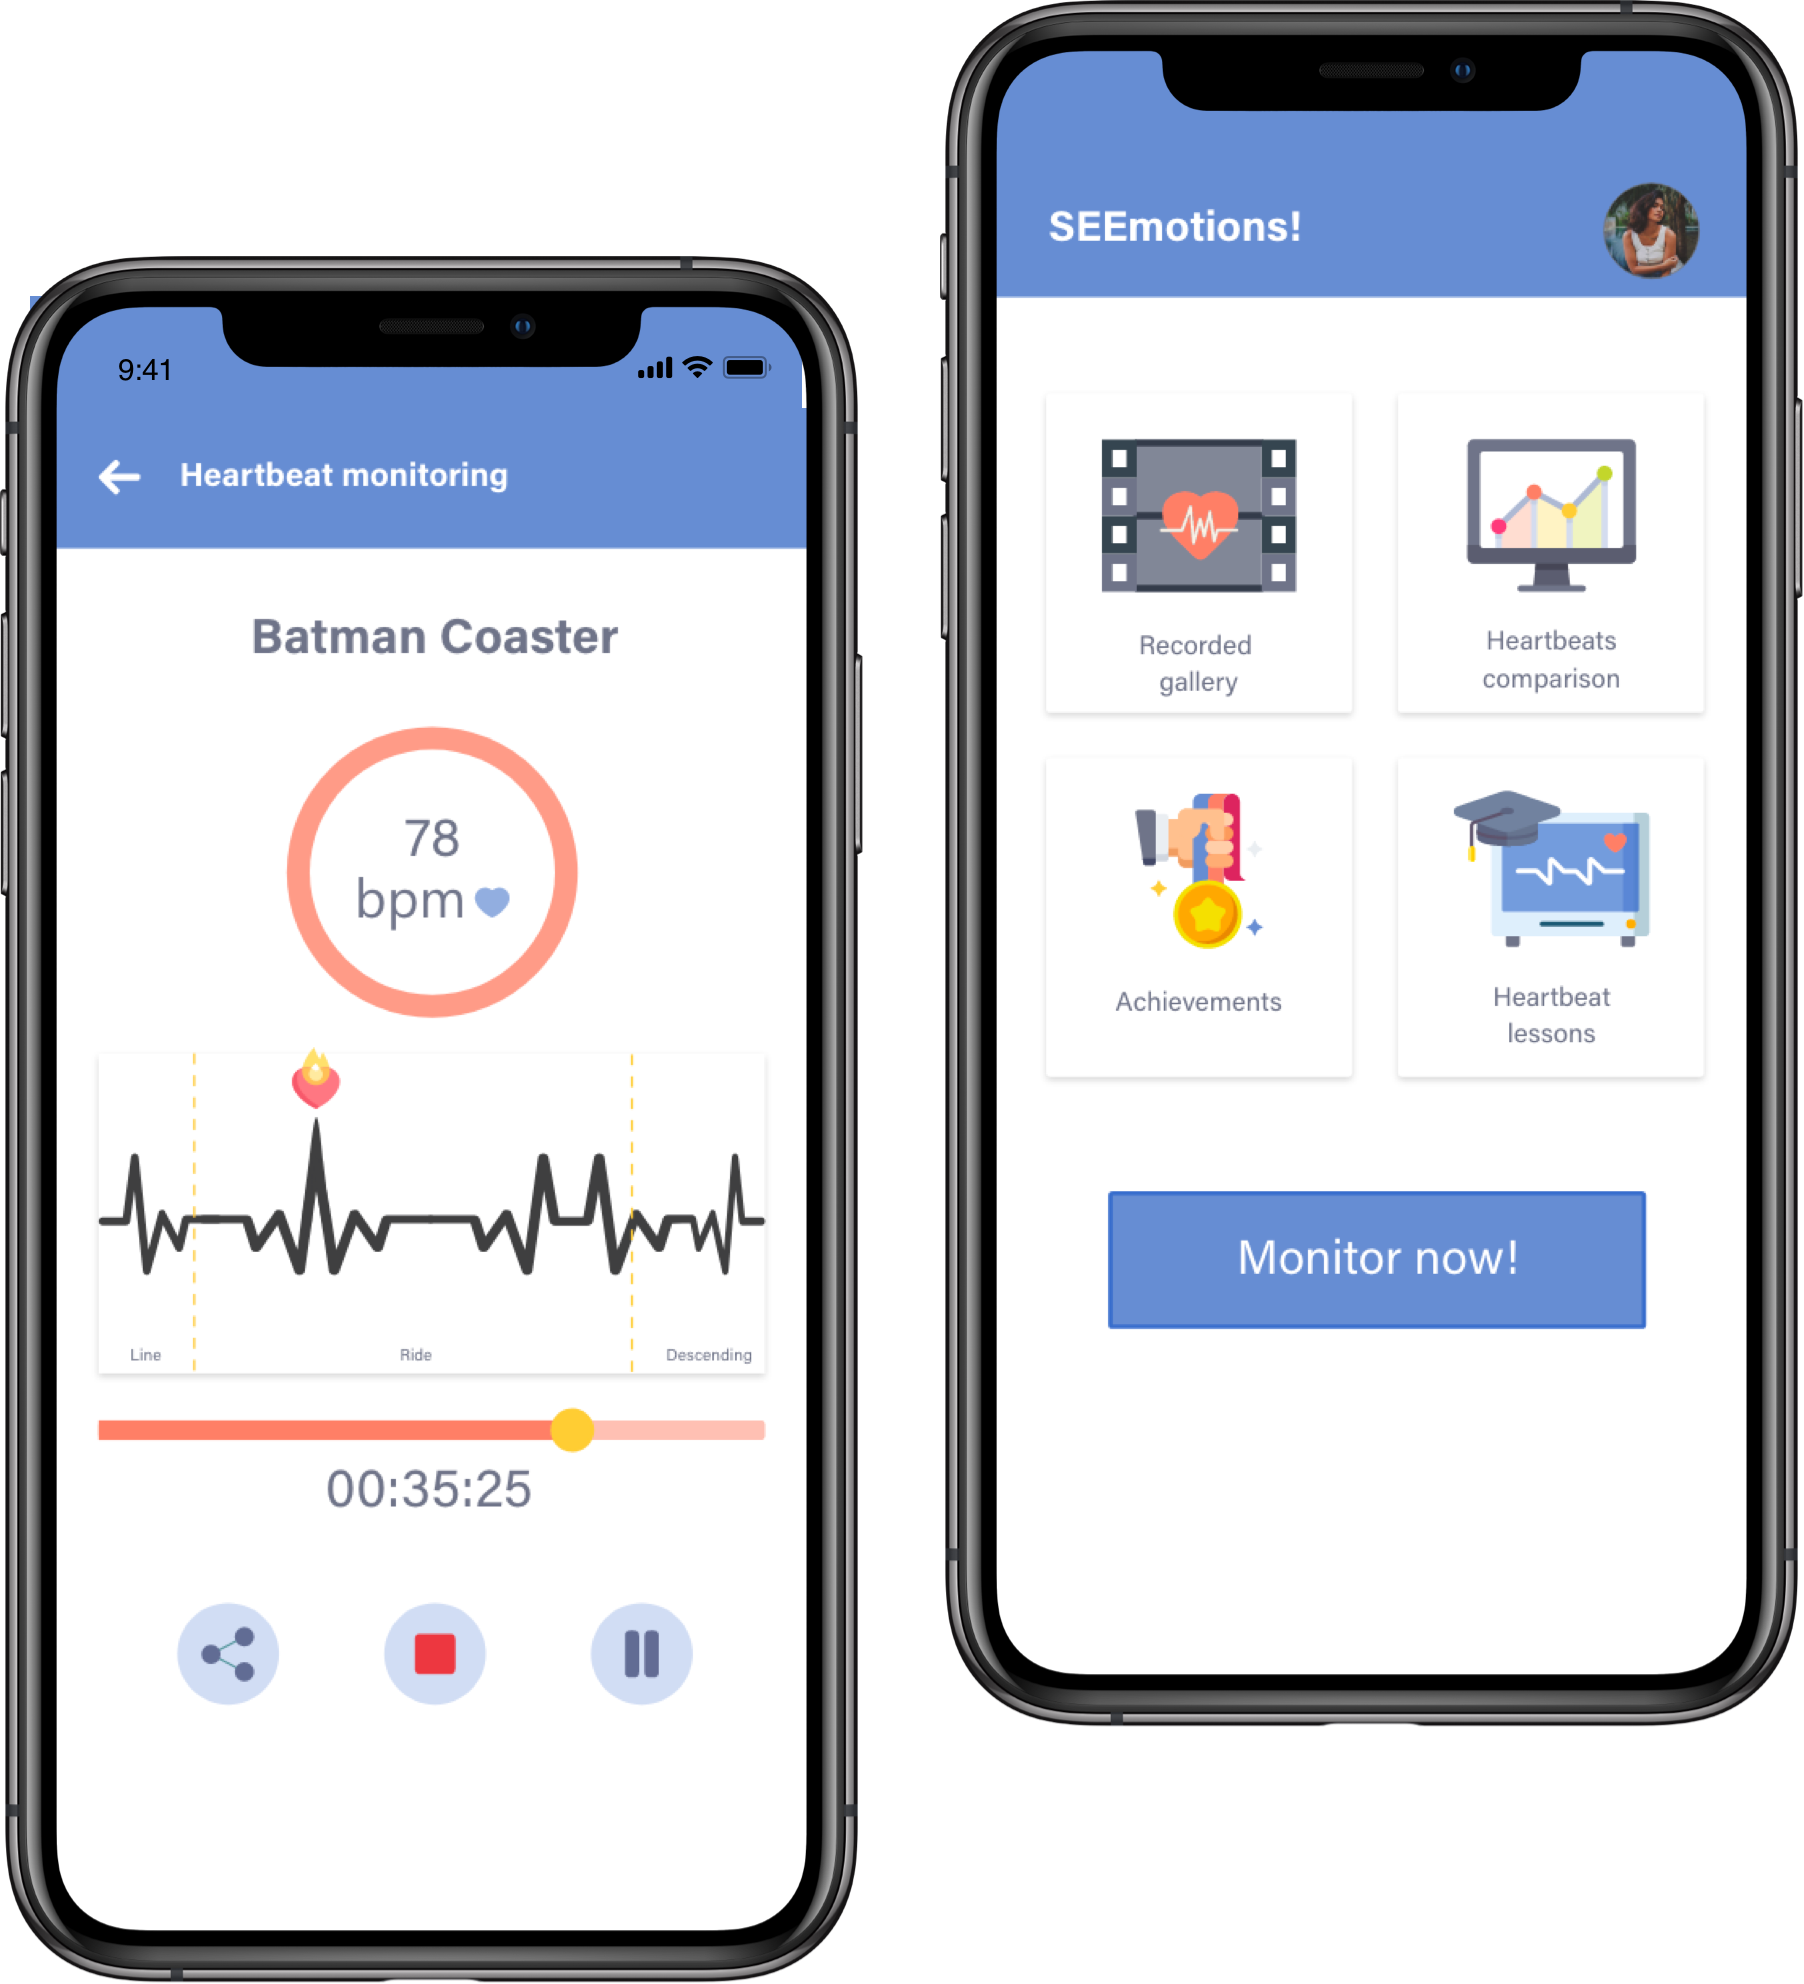 9:41
Heartbeat monitoring
Batman Coaster
78
bpm
Line
Ride
Descending
00:35:25
SEEmotions!
Recorded
gallery
Heartbeats
comparison
Achievements
Heartbeat
lessons
Monitor now!